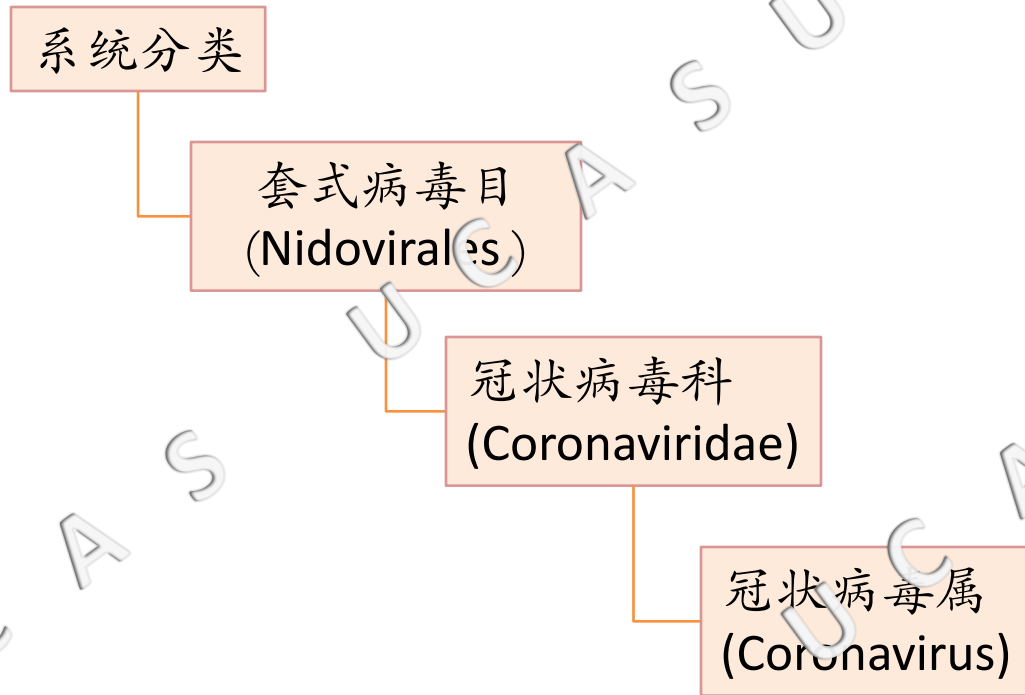 系统分类
套式病毒目
(Nidovirales )
冠状病毒科
(Coronaviridae)
冠状病毒属
(Coronavirus)
U C A S U
U C A
C A S